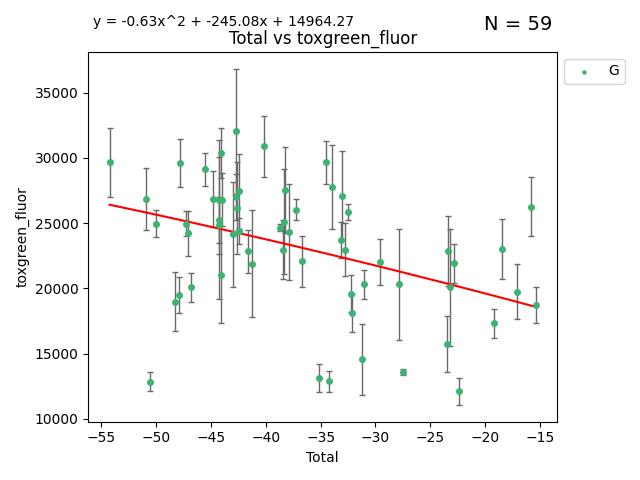 y = -0.63x^2 + -245.08x + 14964.27
N = 59
Total vs toxgreen_fluor
G
toxgreen_fluor
35000
30000
25000
20000
15000
10000
−55 −50 −45 −40 −35 −30 −25 −20 −15
Total